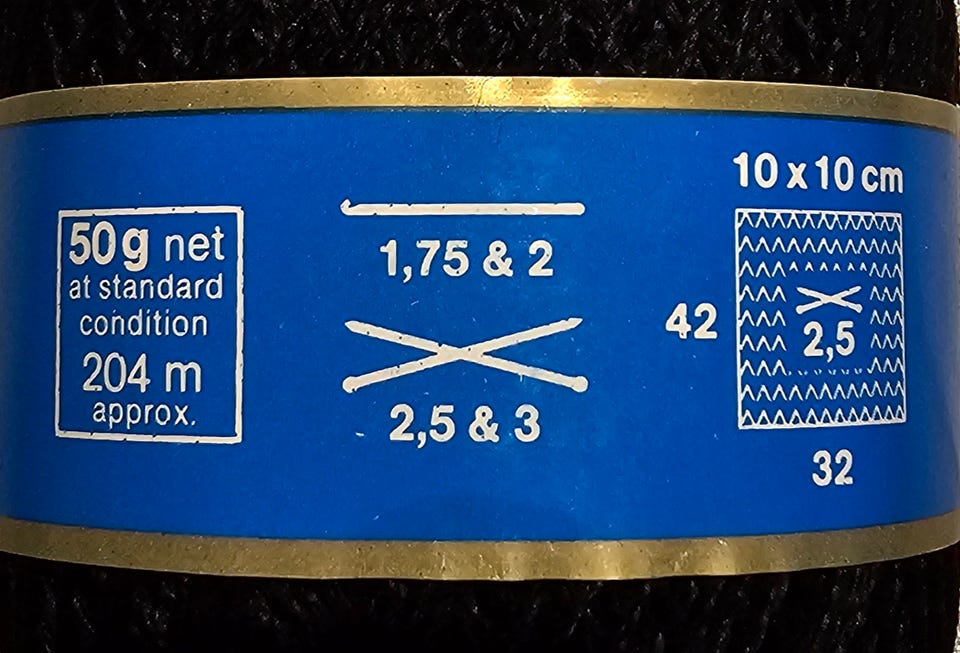 50g net
at standard
condition
204 m
approx.
1,75 & 2
2,5 & 3
10 x 10 cm
42
2,5
32